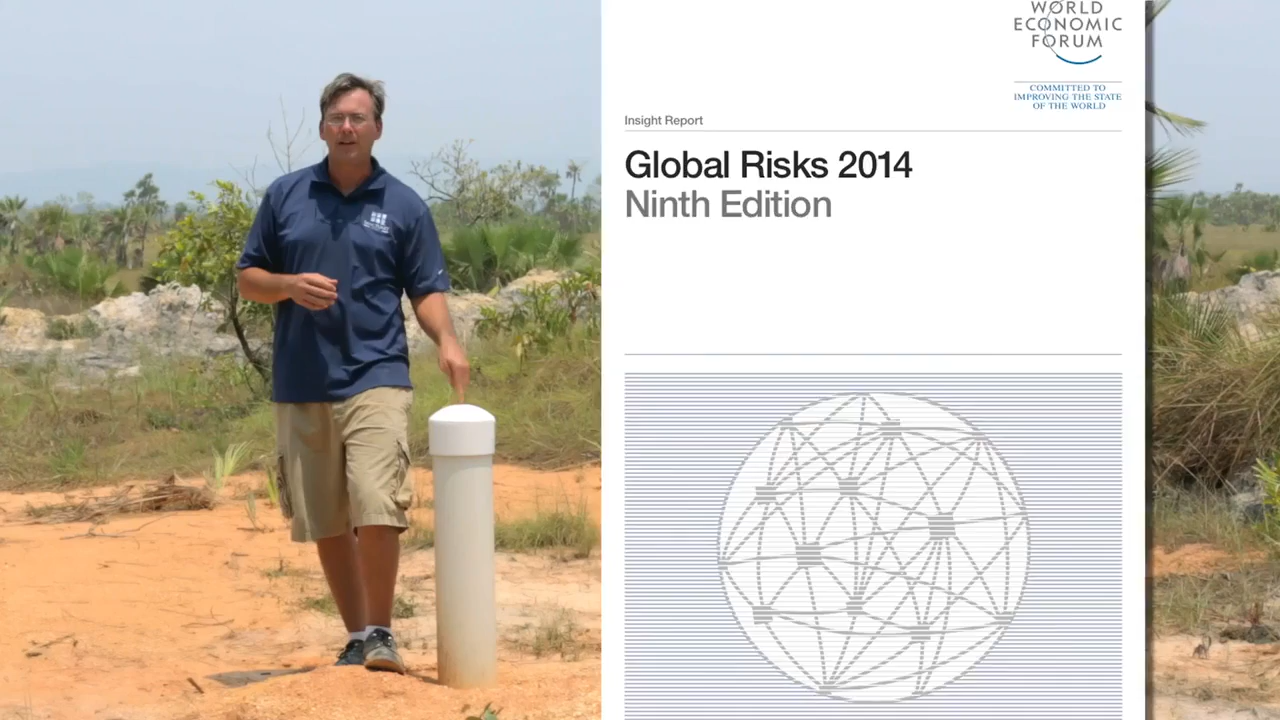 WORLD
ECONOMIC
FORUM
COMMITTED TO
IMPROVING THE STATE
OF THE WORLD
Insight Report
Global Risks 2014
Ninth Edition